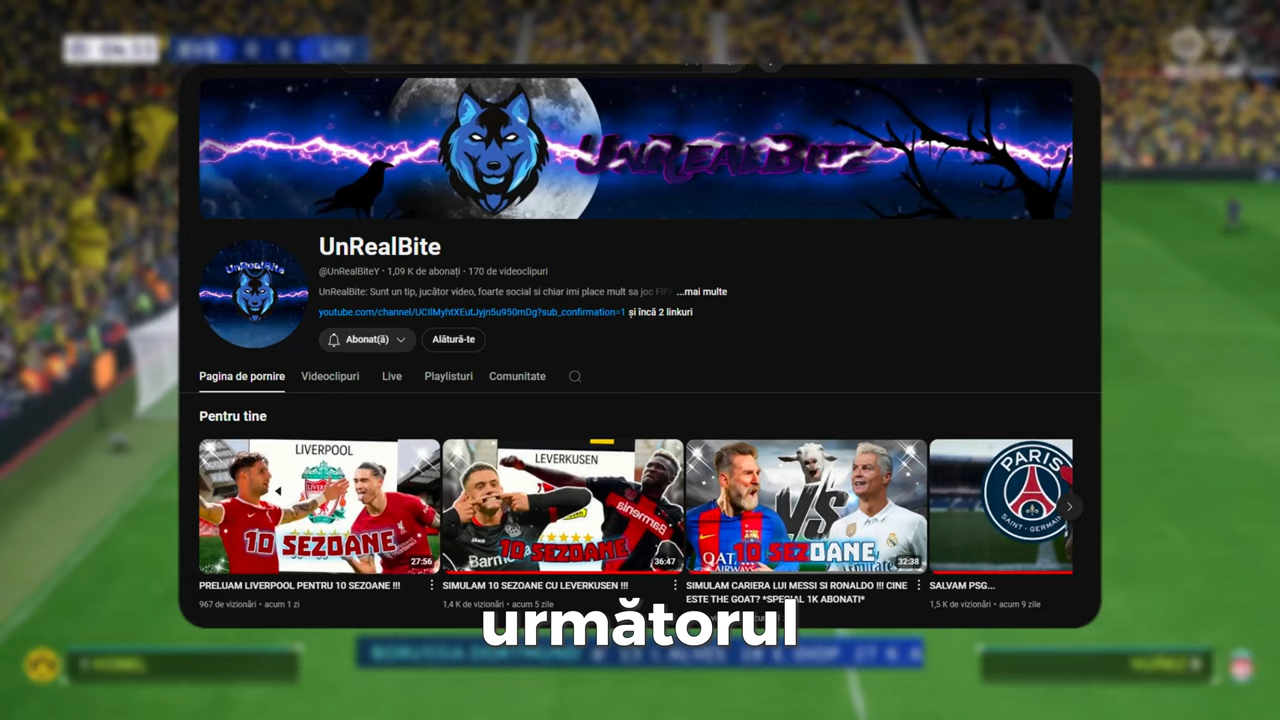 UnRealBite
UnRealBite
UnRealBite
@UnRealBiteY · 1,09 K de abonați · 170 de videoclipuri
UnRealBite: Sunt un tip, jucător video, foarte social si chiar imi place mult sa joc FIFA ...mai multe
youtube.com/channel/UCIlMyhtXEutJyjn5u950mDg?sub_confirmation=1 și încă 2 linkuri
Abonat(ă)
Alătură-te
Pagina de pornire Videoclipuri Live Playlisturi Comunitate
Pentru tine
LIVERPOOL
10 SEZOANE
27:56
LEVERKUSEN
10 SEZOANE
36:47
VS
QATAR
AIRWAYS
10 SEZOANE
32:38
PARIS
SAINT-GERMAIN
PRELUAM LIVERPOOL PENTRU 10 SEZOANE !!!
967 de vizionări · acum 1 zi
SIMULAM 10 SEZOANE CU LEVERKUSEN !!!
1,4 K de vizionări · acum 5 zile
SIMULAM CARIERA LUI MESSI SI RONALDO !!! CINE
ESTE THE GOAT? *SPECIAL 1K ABONATI*
SALVAM PSG...
1,5 K de vizionări · acum 9 zile
următorul